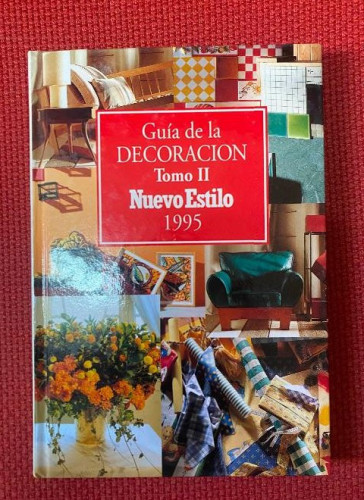 Guía de la
DECORACION
Tomo II
Nuevo Estilo
1995